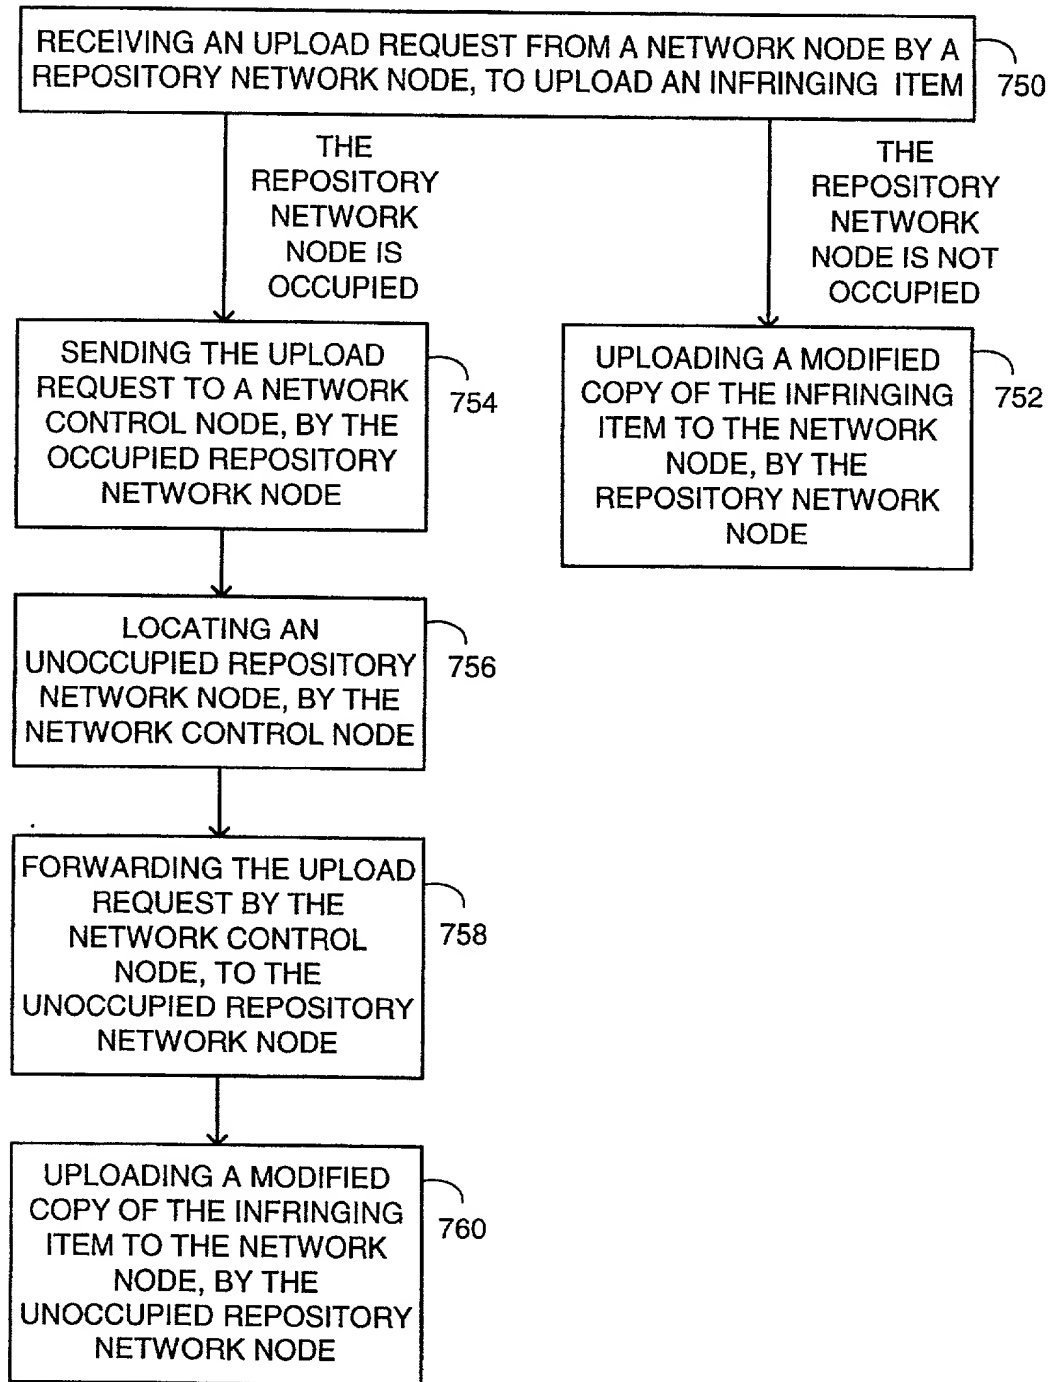 RECEIVING AN UPLOAD REQUEST FROM A NETWORK NODE BY A
REPOSITORY NETWORK NODE, TO UPLOAD AN INFRINGING ITEM
750
THE
REPOSITORY
NETWORK
NODE IS
OCCUPIED
THE
REPOSITORY
NETWORK
NODE IS NOT
OCCUPIED
SENDING THE UPLOAD
REQUEST TO A NETWORK
CONTROL NODE, BY THE
OCCUPIED REPOSITORY
NETWORK NODE
754
UPLOADING A MODIFIED
COPY OF THE INFRINGING
ITEM TO THE NETWORK
NODE, BY THE
REPOSITORY NETWORK
NODE
752
LOCATING AN
UNOCCUPIED REPOSITORY
NETWORK NODE, BY THE
NETWORK CONTROL NODE
756
FORWARDING THE UPLOAD
REQUEST BY THE
NETWORK CONTROL
NODE, TO THE
UNOCCUPIED REPOSITORY
NETWORK NODE
758
UPLOADING A MODIFIED
COPY OF THE INFRINGING
ITEM TO THE NETWORK
NODE, BY THE
UNOCCUPIED REPOSITORY
NETWORK NODE
760